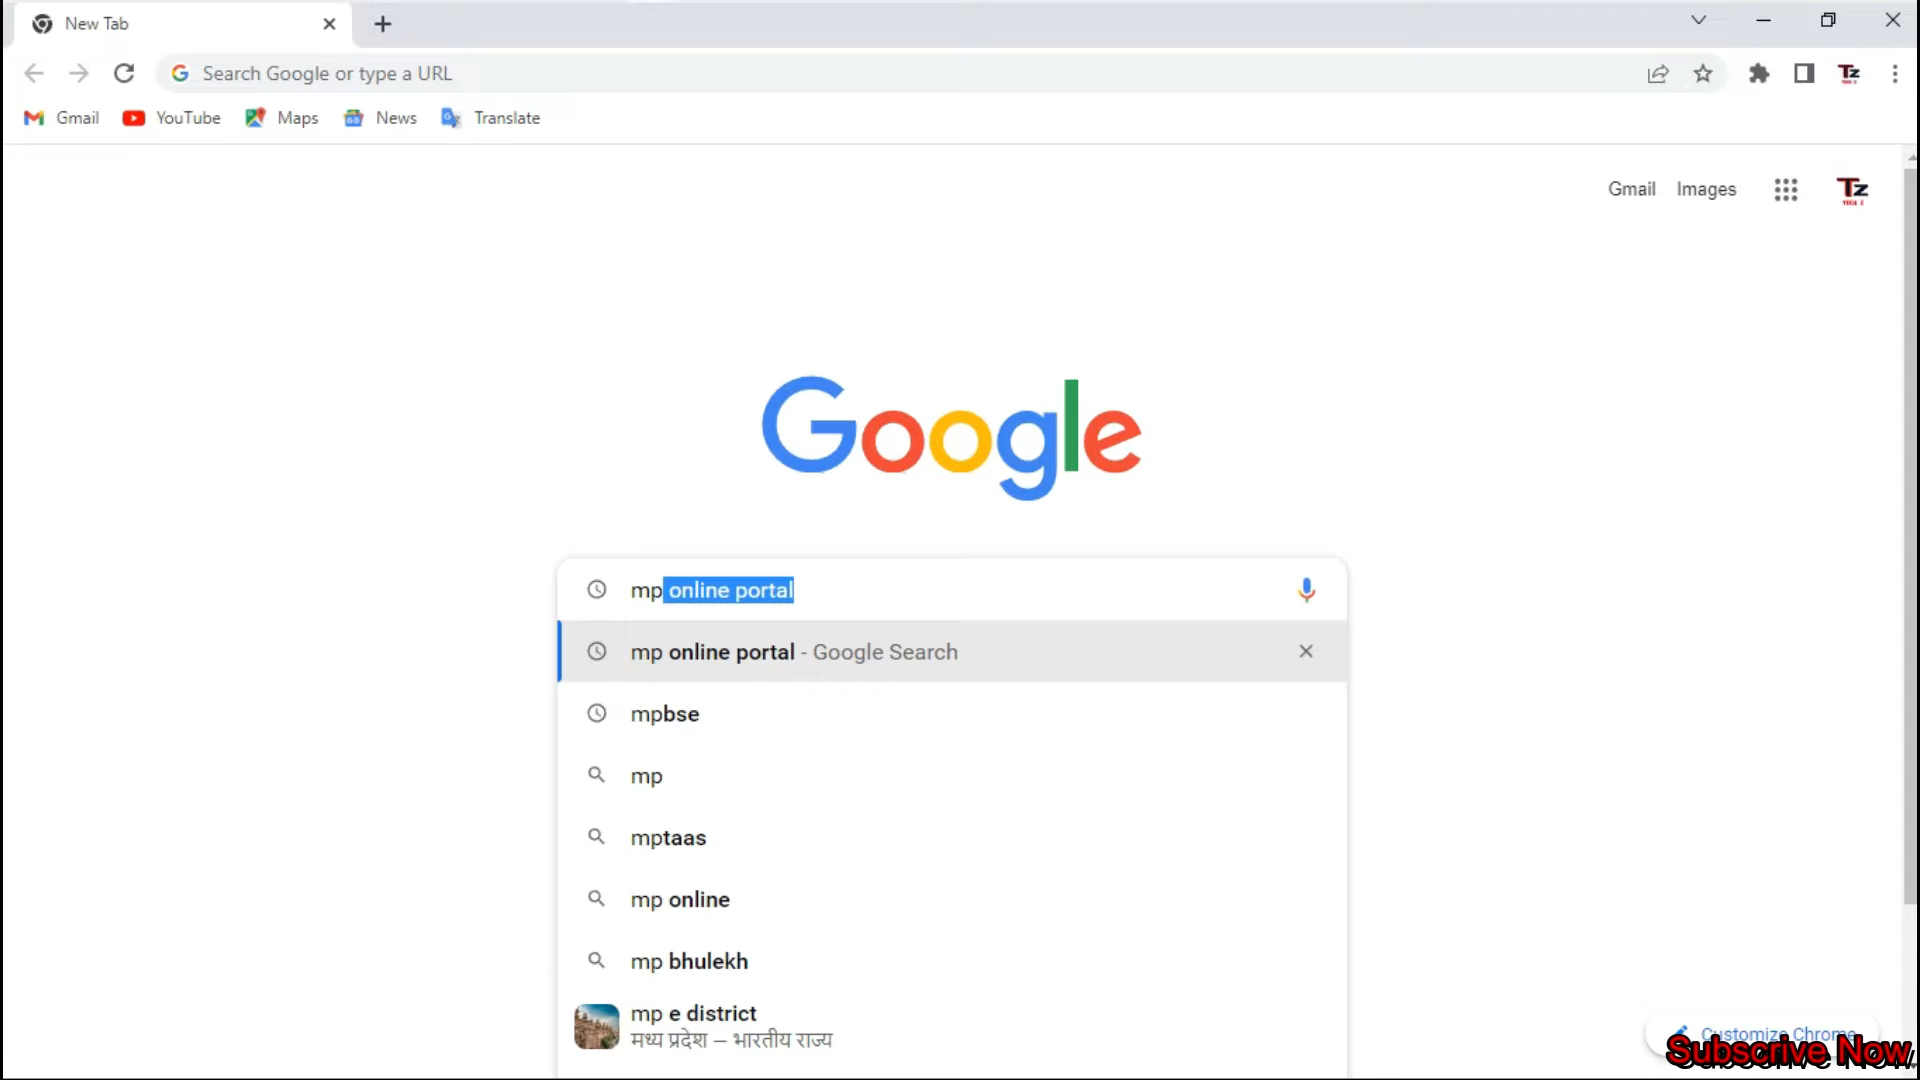 New Tab
Search Google or type a URL
Tz
Gmail
YouTube
Maps
News
Translate
Gmail
Images
Tz
Google
mp online portal
mp online portal - Google Search
mpbse
mp
mptaas
mp online
mp bhulekh
mp e district
मध्य प्रदेश — भारतीय राज्य
Customize Chrome
Subscrive Now